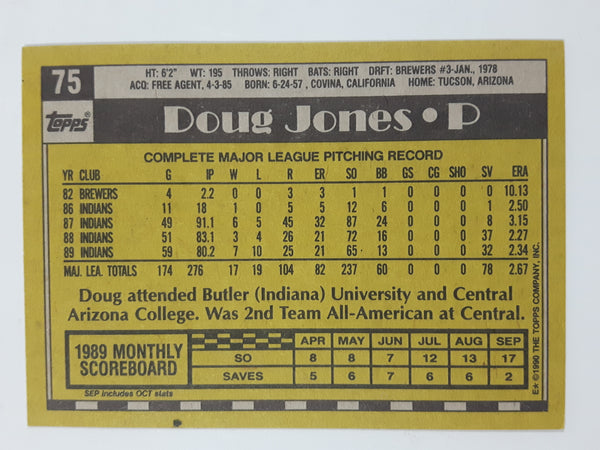 75
HT: 6'2" WT: 195 THROWS: RIGHT BATS: RIGHT DRFT: BREWERS #3-JAN., 1978
ACQ: FREE AGENT, 4-3-85 BORN: 6-24-57, COVINA, CALIFORNIA HOME: TUCSON, ARIZONA
topps®
Doug Jones • P
COMPLETE MAJOR LEAGUE PITCHING RECORD
YR CLUB G IP W L R ER SO BB GS CG SHO SV ERA
82 BREWERS 4 2.2 0 0 3 3 1 1 0 0 0 0 10.13
86 INDIANS 11 18 1 0 5 5 12 6 0 0 0 1 2.50
87 INDIANS 49 91.1 6 5 45 32 87 24 0 0 0 8 3.15
88 INDIANS 51 83.1 3 4 26 21 72 16 0 0 0 37 2.27
89 INDIANS 59 80.2 7 10 25 21 65 13 0 0 0 32 2.34
MAJ. LEA. TOTALS 174 276 17 19 104 82 237 60 0 0 0 78 2.67
Doug attended Butler (Indiana) University and Central
Arizona College. Was 2nd Team All-American at Central.
1989 MONTHLY SCOREBOARD
APR MAY JUN JUL AUG SEP
SO 8 8 7 12 13 17
SAVES 5 6 7 6 6 2
SEP includes OCT stats
E* ©1990 THE TOPPS COMPANY, INC.